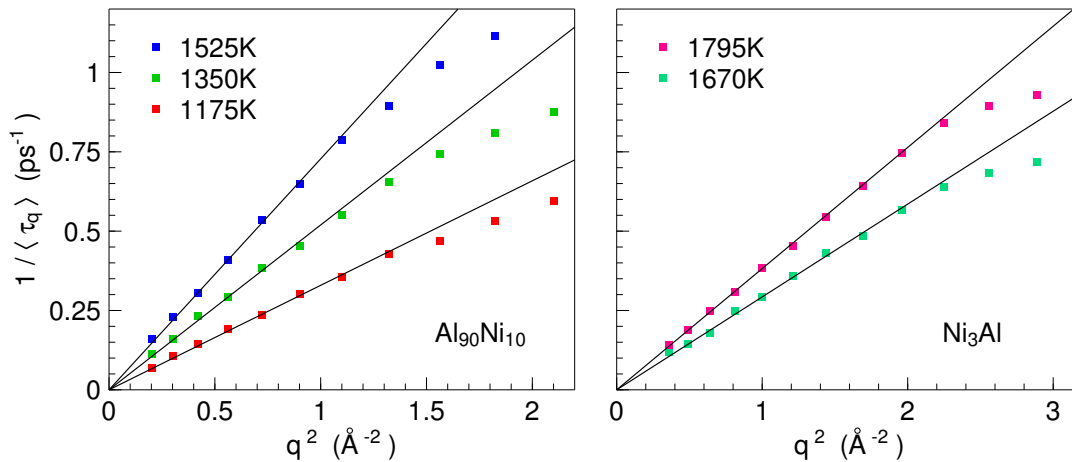 1 / ⟨ τq ⟩ (ps-1)
1
0.75
0.5
0.25
0
1525K
1350K
1175K
Al90Ni10
0 0.5 1 1.5 2
q 2 (Å-2)
1795K
1670K
Ni3Al
0 1 2 3
q 2 (Å-2)